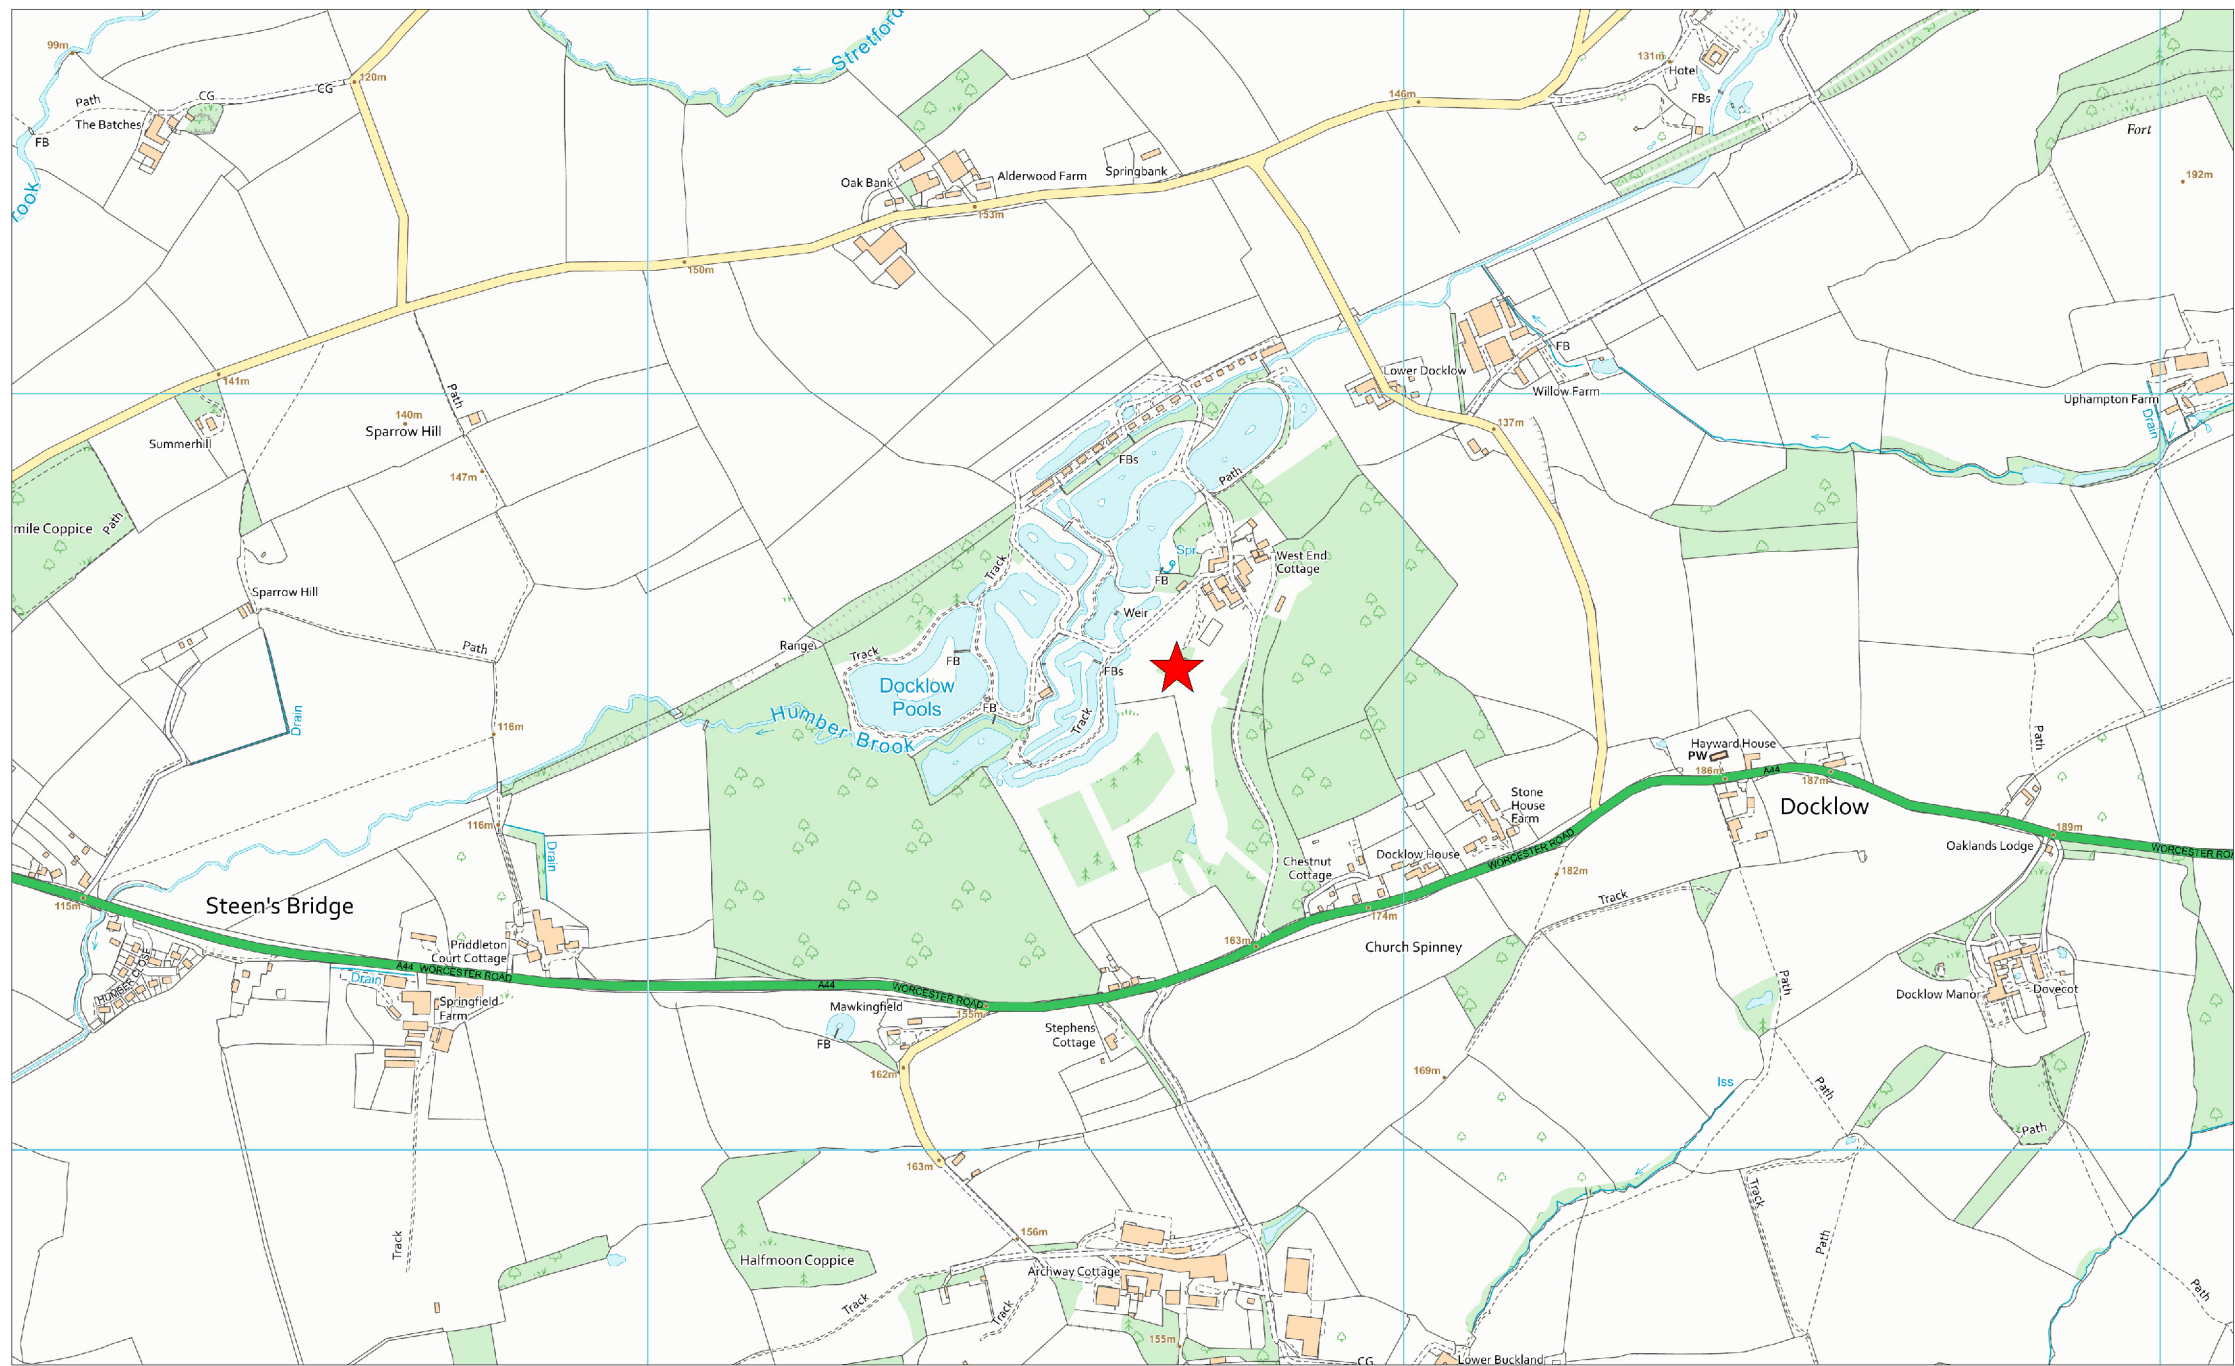 Stretford
99m
120m
CG
CG
Path
The Batches
FB
rook
131m
Hotel
FBs
146m
Fort
192m
Oak Bank
Alderwood Farm
Springbank
153m
150m
141m
Path
140m
Sparrow Hill
Summerhill
147m
mile Coppice
Path
Sparrow Hill
Path
Drain
116m
116m
Drain
Lower Docklow
FB
Willow Farm
137m
Uphampton Farm
Drain
FBs
Path
Track
Spr
FB
West End
Cottage
Weir
Range
Track
FB
FBs
Docklow
Pools
FB
Track
Humber Brook
Hayward House
PW
186m
A44
187m
Docklow
Path
Stone
House
Farm
Docklow House
Chestnut
Cottage
WORCESTER ROAD
182m
174m
163m
Church Spinney
Track
189m
Oaklands Lodge
WORCESTER ROA
115m
Steen's Bridge
HUMBER CLOSE
Priddleton
Court Cottage
A44
WORCESTER ROAD
Drain
Springfield
Farm
A44
WORCESTER ROAD
155m
Mawkingfield
FB
162m
Stephens
Cottage
169m
Path
Docklow Manor
Dovecot
Iss
Path
Path
163m
156m
Track
Halfmoon Coppice
Archway Cottage
Track
Track
155m
CG
Lower Buckland
Track
Path
Path